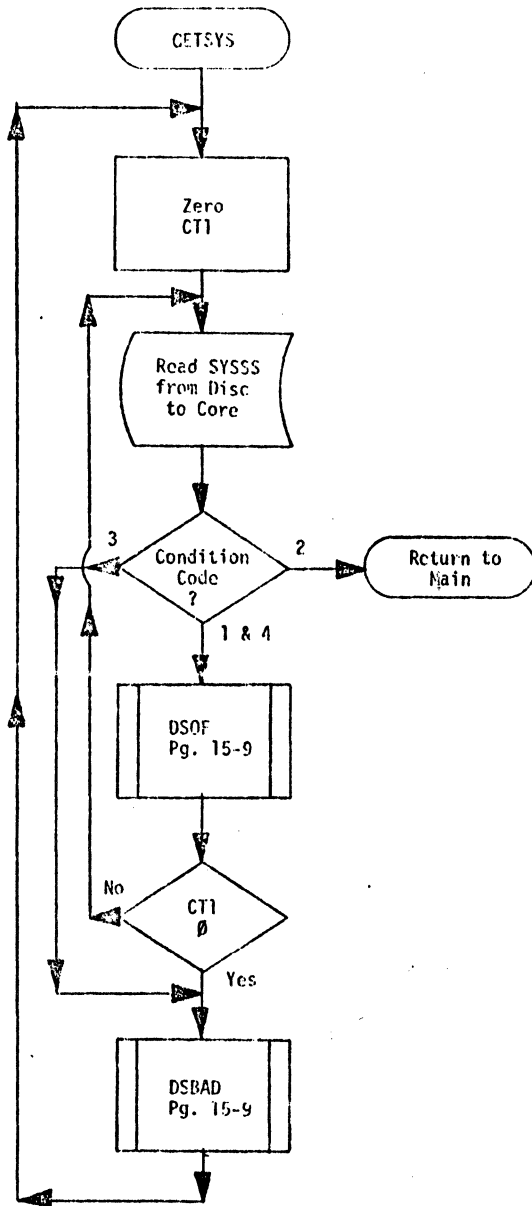 GETSYS
Zero
CT1
Read SYSSS
from Disc
to Core
3
Condition
Code
?
2
Return to
Main
1 & 4
DSOF
Pg. 15-9
No
CT1
Ø
Yes
DSBAD
Pg. 15-9